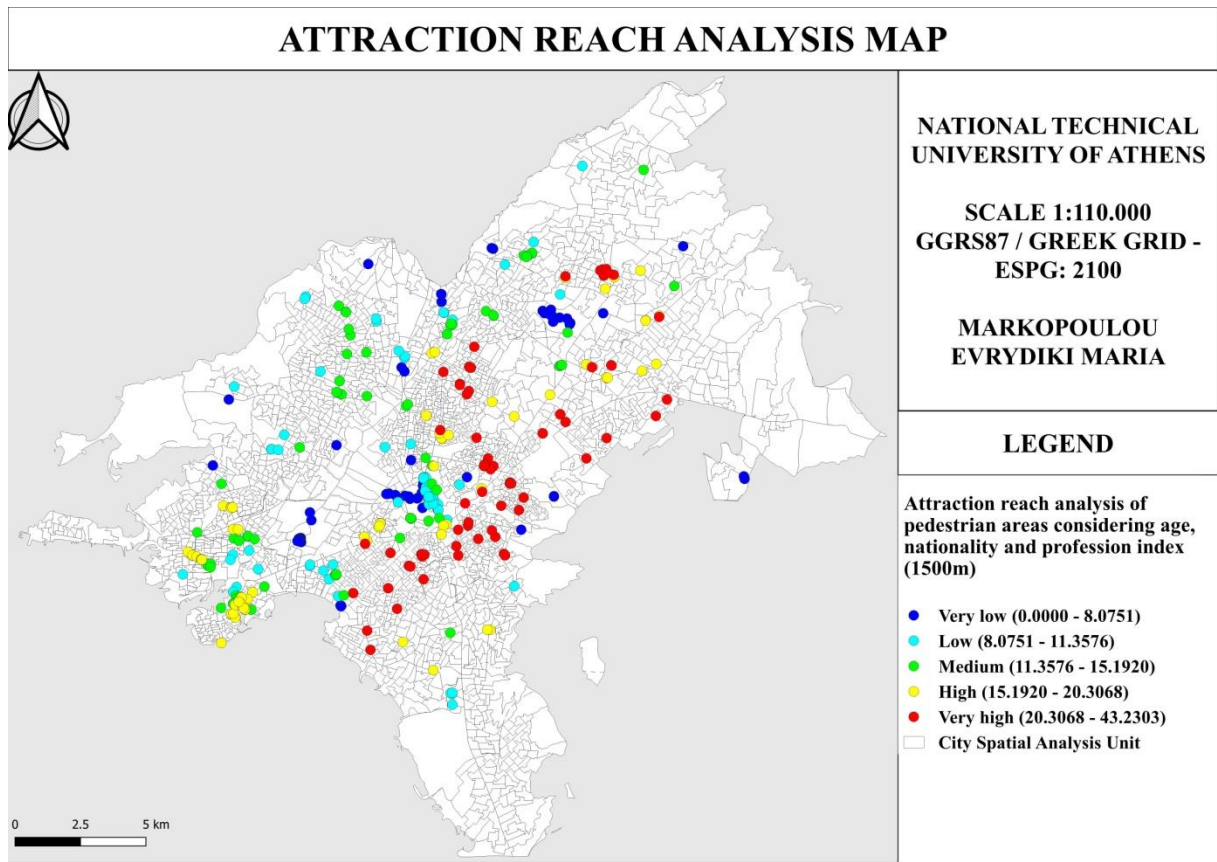 ATTRACTION REACH ANALYSIS MAP
NATIONAL TECHNICAL
UNIVERSITY OF ATHENS
SCALE 1:110.000
GGRS87 / GREEK GRID -
ESPG: 2100
MARKOPOULOU
EVRYDIKI MARIA
LEGEND
Attraction reach analysis of
pedestrian areas considering age,
nationality and profession index
(1500m)
Very low (0.0000 - 8.0751)
Low (8.0751 - 11.3576)
Medium (11.3576 - 15.1920)
High (15.1920 - 20.3068)
Very high (20.3068 - 43.2303)
City Spatial Analysis Unit
0 2.5 5 km